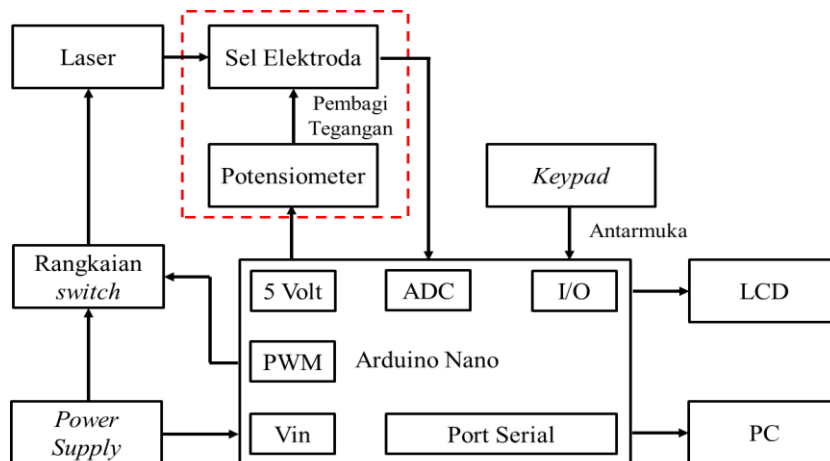 Laser
Sel Elektroda
Pembagi
Tegangan
Potensiometer
Keypad
Antarmuka
Rangkaian
switch
5 Volt
ADC
I/O
LCD
PWM
Arduino Nano
Power
Supply
Vin
Port Serial
PC